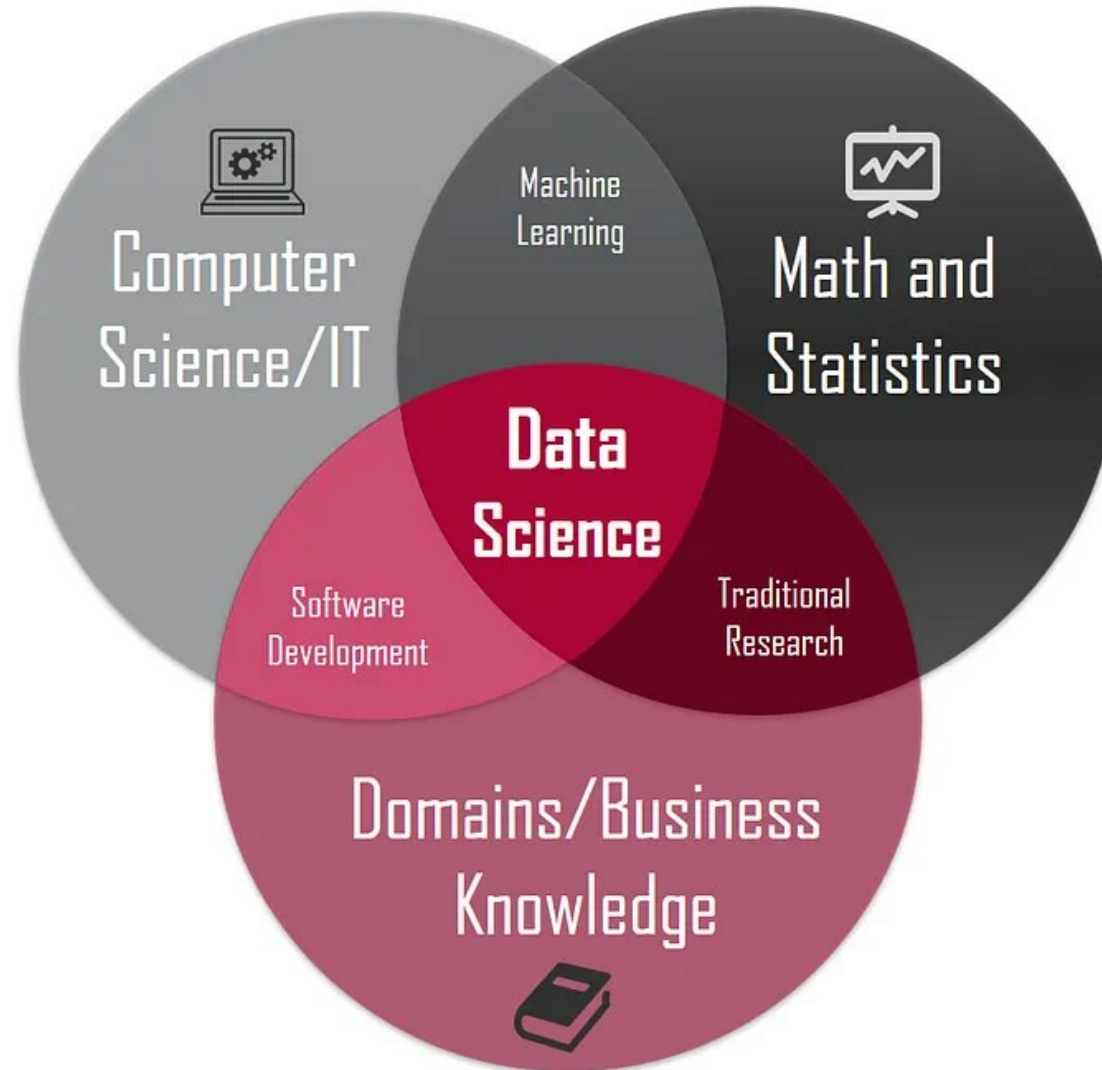 Machine
Learning
Computer
Science/IT
Math and
Statistics
Data
Science
Software
Development
Traditional
Research
Domains/Business
Knowledge